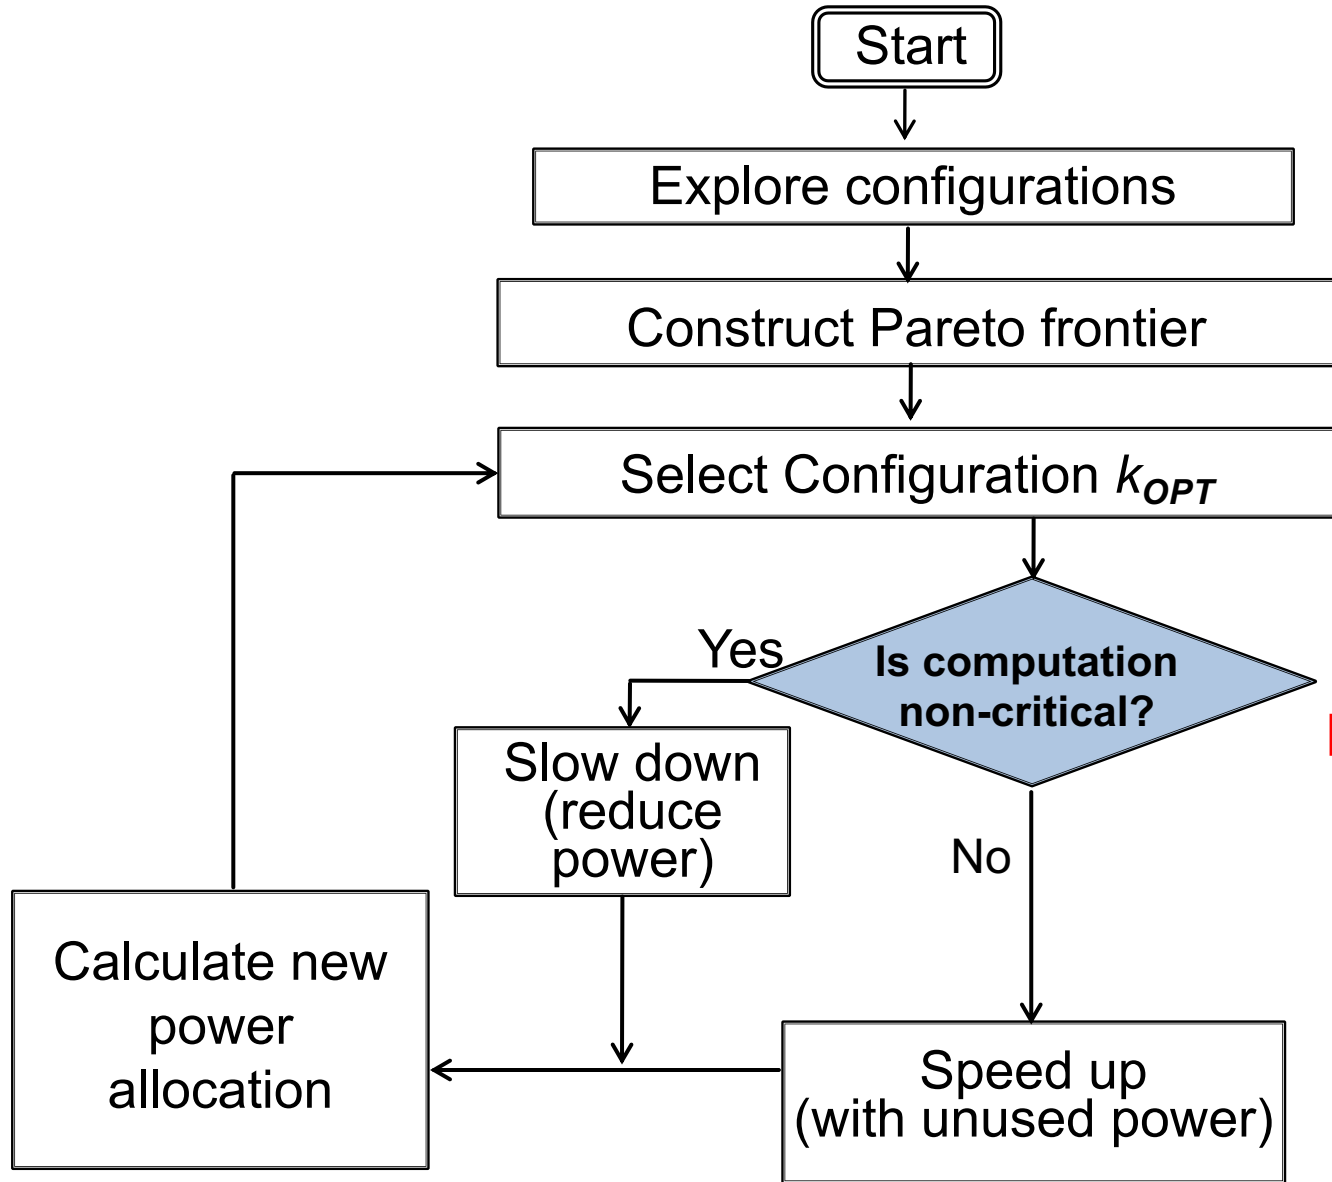 Start
Explore configurations
Construct Pareto frontier
Select Configuration k_OPT
Yes
Is computation
non-critical?
Slow down
(reduce
power)
No
Calculate new
power
allocation
Speed up
(with unused power)